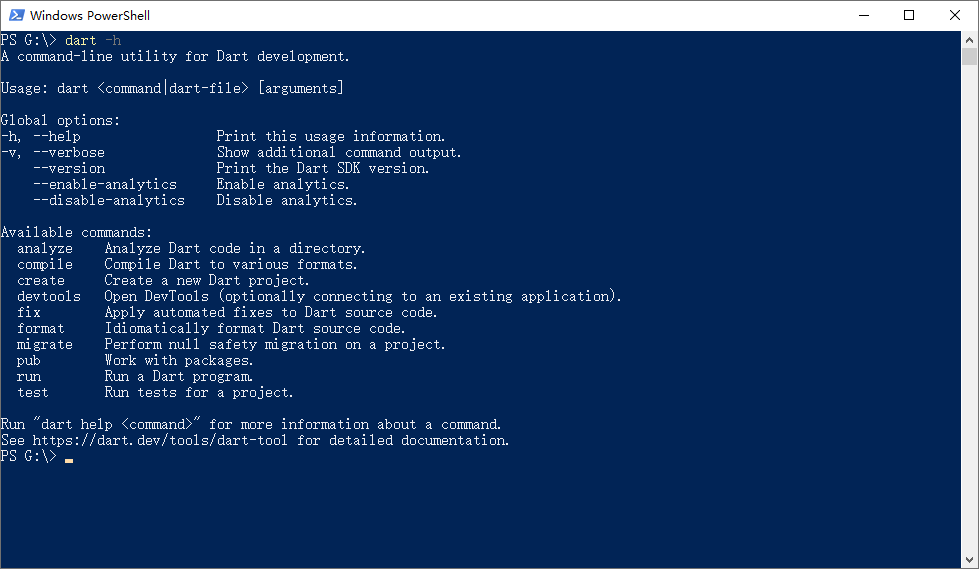 Windows PowerShell
PS G:\> dart -h
A command-line utility for Dart development.
Usage: dart <command|dart-file> [arguments]
Global options:
-h, --help                 Print this usage information.
-v, --verbose              Show additional command output.
    --version              Print the Dart SDK version.
    --enable-analytics     Enable analytics.
    --disable-analytics    Disable analytics.
Available commands:
  analyze    Analyze Dart code in a directory.
  compile    Compile Dart to various formats.
  create     Create a new Dart project.
  devtools   Open DevTools (optionally connecting to an existing application).
  fix        Apply automated fixes to Dart source code.
  format     Idiomatically format Dart source code.
  migrate    Perform null safety migration on a project.
  pub        Work with packages.
  run        Run a Dart program.
  test       Run tests for a project.
Run "dart help <command>" for more information about a command.
See https://dart.dev/tools/dart-tool for detailed documentation.
PS G:\>